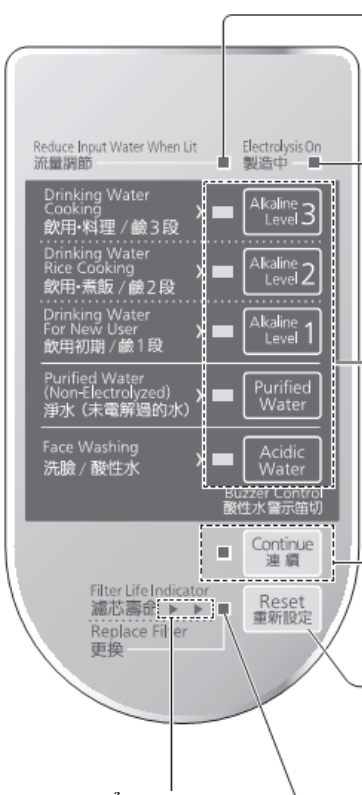 Reduce Input Water When Lit
流量調節
Electrolysis On
製造中
Drinking Water
Cooking
飲用·料理 / 鹼3段
Alkaline
Level 3
Drinking Water
Rice Cooking
飲用·煮飯 / 鹼2段
Alkaline
Level 2
Drinking Water
For New User
飲用初期 / 鹼1段
Alkaline
Level 1
Purified Water
(Non-Electrolyzed)
淨水 (未電解過的水)
Purified
Water
Face Washing
洗臉 / 酸性水
Acidic
Water
Buzzer Control
酸性水警示笛切
Continue
連續
Filter Life Indicator
濾芯壽命
Replace Filter
更換
Reset
重新設定